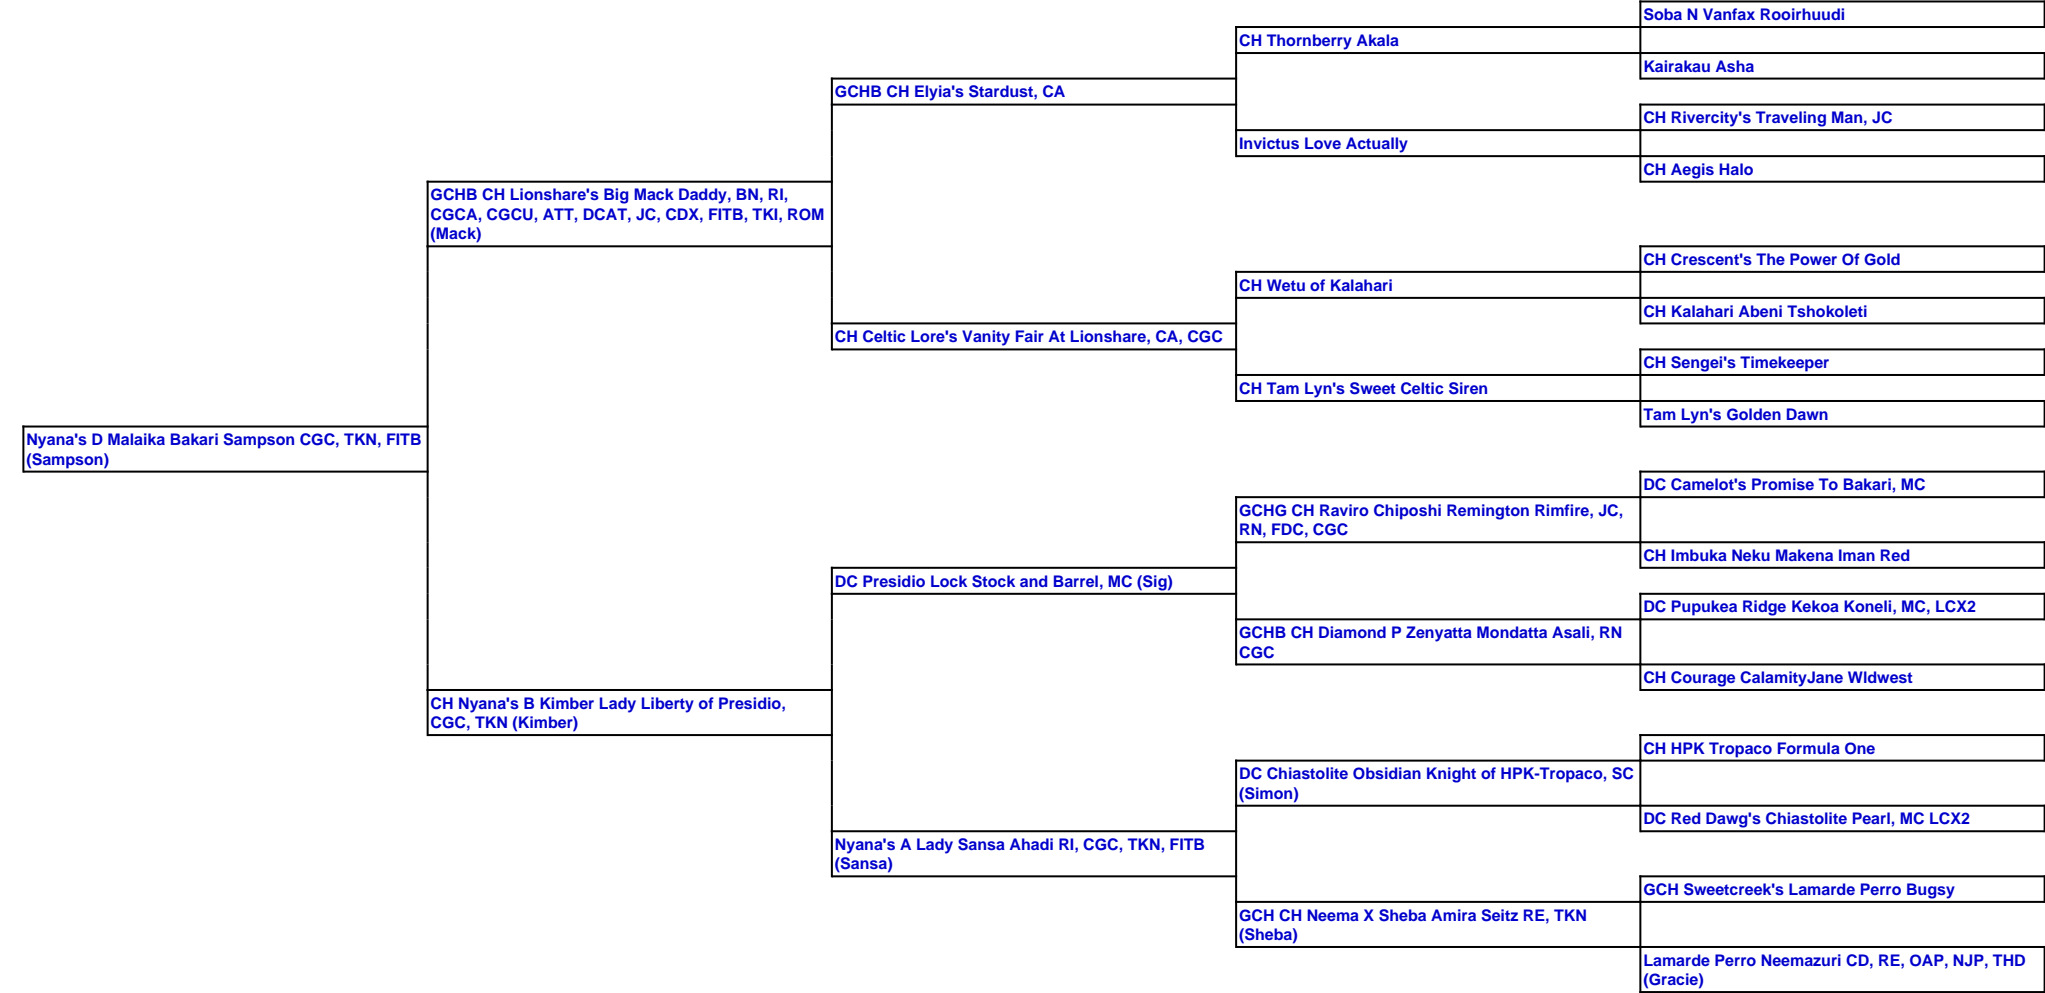 Soba N Vanfax Rooirhuudi
CH Thornberry Akala
Kairakau Asha
GCHB CH Elyia's Stardust, CA
CH Rivercity's Traveling Man, JC
Invictus Love Actually
CH Aegis Halo
GCHB CH Lionshare's Big Mack Daddy, BN, RI,
CGCA, CGCU, ATT, DCAT, JC, CDX, FITB, TKI, ROM
(Mack)
CH Crescent's The Power Of Gold
CH Wetu of Kalahari
CH Kalahari Abeni Tshokoleti
CH Celtic Lore's Vanity Fair At Lionshare, CA, CGC
CH Sengei's Timekeeper
CH Tam Lyn's Sweet Celtic Siren
Tam Lyn's Golden Dawn
Nyana's D Malaika Bakari Sampson CGC, TKN, FITB
(Sampson)
DC Camelot's Promise To Bakari, MC
GCHG CH Raviro Chiposhi Remington Rimfire, JC,
RN, FDC, CGC
CH Imbuka Neku Makena Iman Red
DC Presidio Lock Stock and Barrel, MC (Sig)
DC Pupukea Ridge Kekoa Koneli, MC, LCX2
GCHB CH Diamond P Zenyatta Mondatta Asali, RN
CGC
CH Courage CalamityJane WIdwest
CH Nyana's B Kimber Lady Liberty of Presidio,
CGC, TKN (Kimber)
CH HPK Tropaco Formula One
DC Chiastolite Obsidian Knight of HPK-Tropaco, SC
(Simon)
DC Red Dawg's Chiastolite Pearl, MC LCX2
Nyana's A Lady Sansa Ahadi RI, CGC, TKN, FITB
(Sansa)
GCH Sweetcreek's Lamarde Perro Bugsy
GCH CH Neema X Sheba Amira Seitz RE, TKN
(Sheba)
Lamarde Perro Neemazuri CD, RE, OAP, NJP, THD
(Gracie)